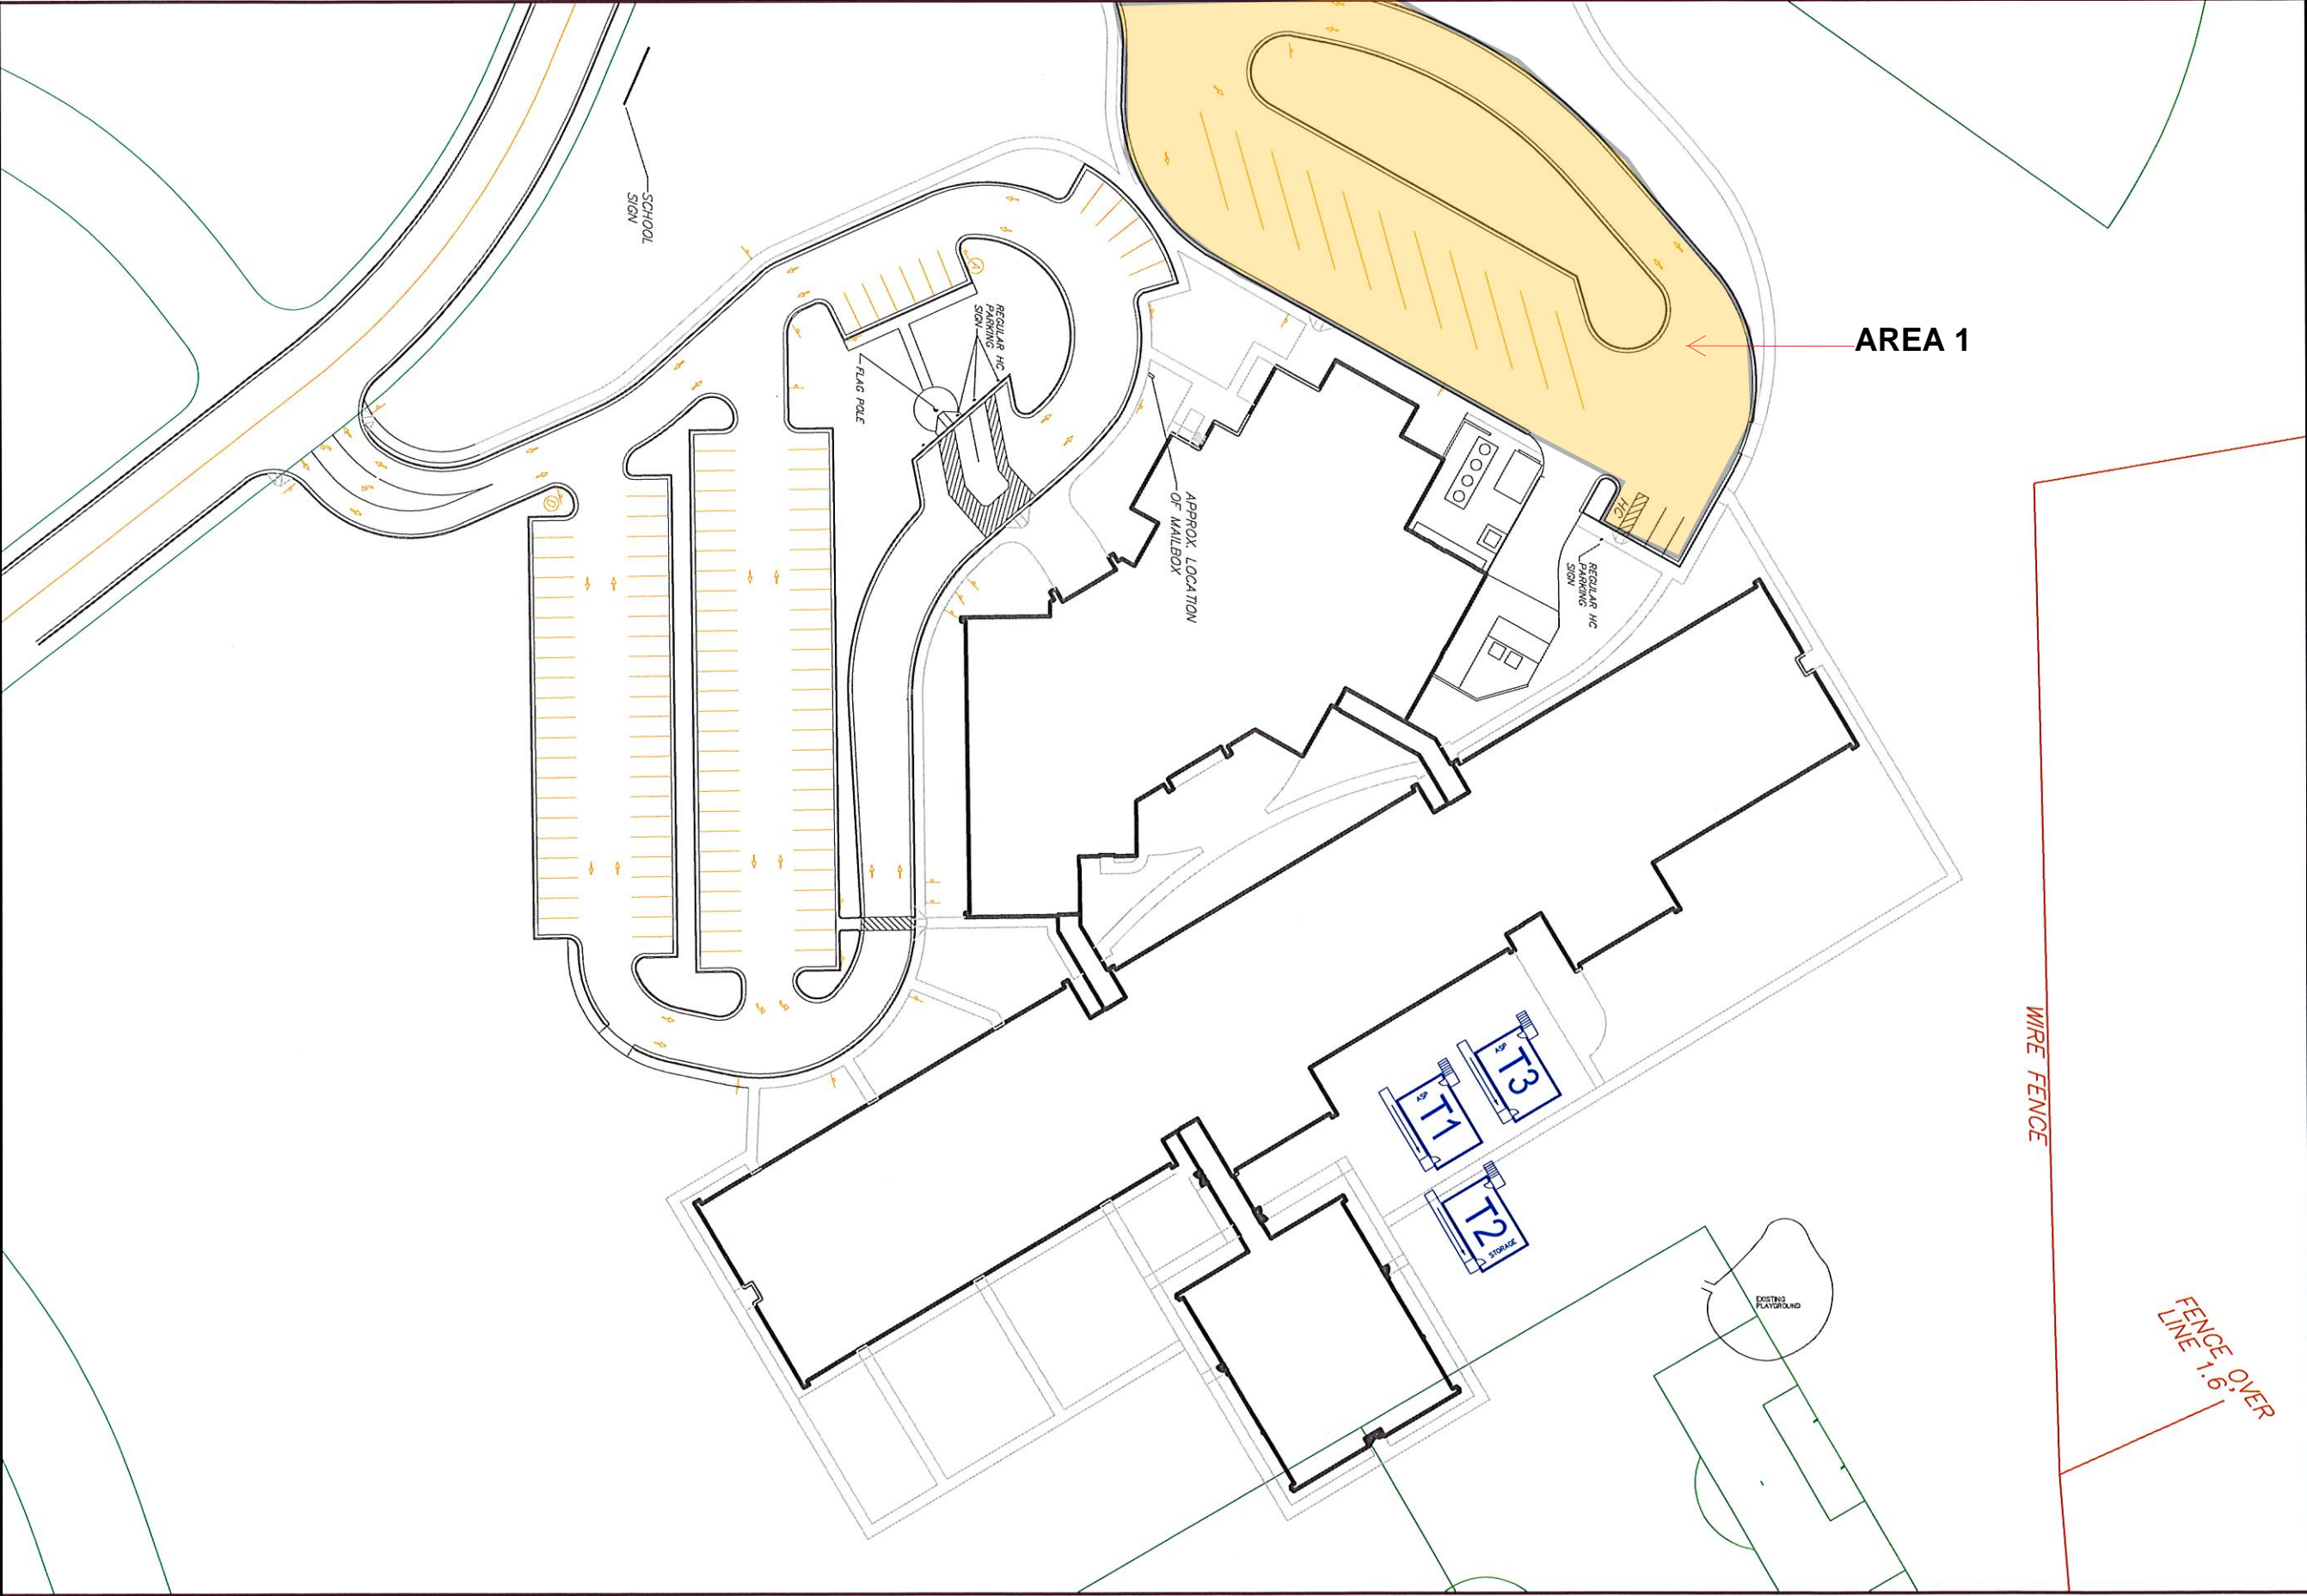 SCHOOL
SIGN
REGULAR HC
PARKING
SIGN
FLAG POLE
AREA 1
APPROX. LOCATION
OF MAILBOX
HC
REGULAR HC
PARKING
SIGN
WIRE FENCE
ASP
T3
ASP
T1
T2
STORAGE
EXISTING
PLAYGROUND
FENCE OVER
LINE 1.6'